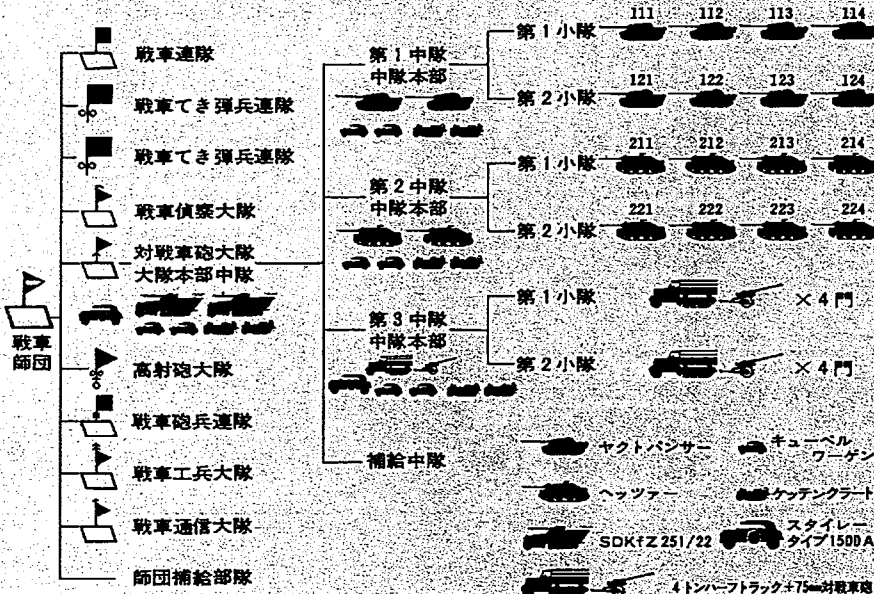 戦車師団
戦車連隊
戦車てき弾兵連隊
戦車てき弾兵連隊
戦車偵察大隊
対戦車砲大隊
大隊本部中隊
高射砲大隊
戦車砲兵連隊
戦車工兵大隊
戦車通信大隊
師団補給部隊
第1中隊
中隊本部
第2中隊
中隊本部
第3中隊
中隊本部
補給中隊
第1小隊
111 112 113 114
第2小隊
121 122 123 124
第1小隊
211 212 213 214
第2小隊
221 222 223 224
第1小隊 ×4門
第2小隊 ×4門
ヤクトパンサー
キューベル
ワーゲン
ヘッツァー
ケッテンクラート
SDKfZ 251/22
スタイレー
タイプ1500A
4トンハーフトラック+75㎜対戦車砲